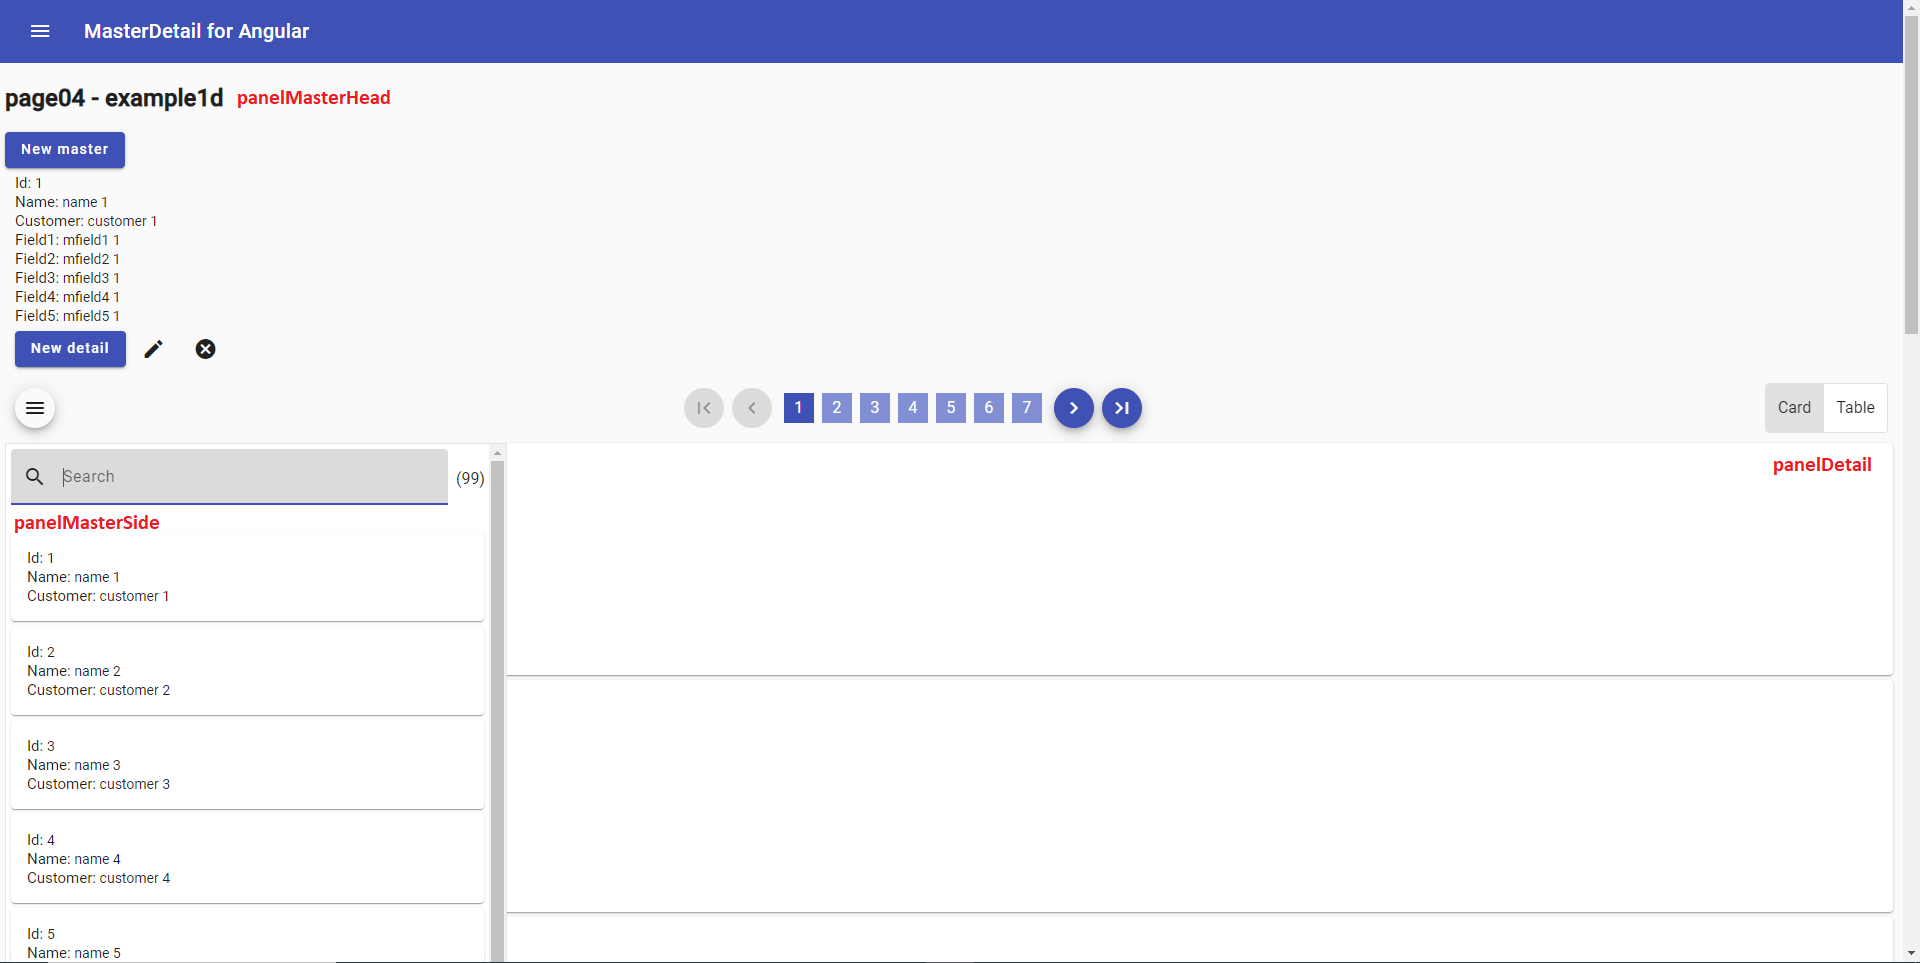 MasterDetail for Angular
page04 - example1d panelMasterHead
New master
Id: 1
Name: name 1
Customer: customer 1
Field1: mfield1 1
Field2: mfield2 1
Field3: mfield3 1
Field4: mfield4 1
Field5: mfield5 1
New detail
1 2 3 4 5 6 7
Card Table
Search (99)
panelDetail
panelMasterSide
Id: 1
Name: name 1
Customer: customer 1
Id: 2
Name: name 2
Customer: customer 2
Id: 3
Name: name 3
Customer: customer 3
Id: 4
Name: name 4
Customer: customer 4
Id: 5
Name: name 5